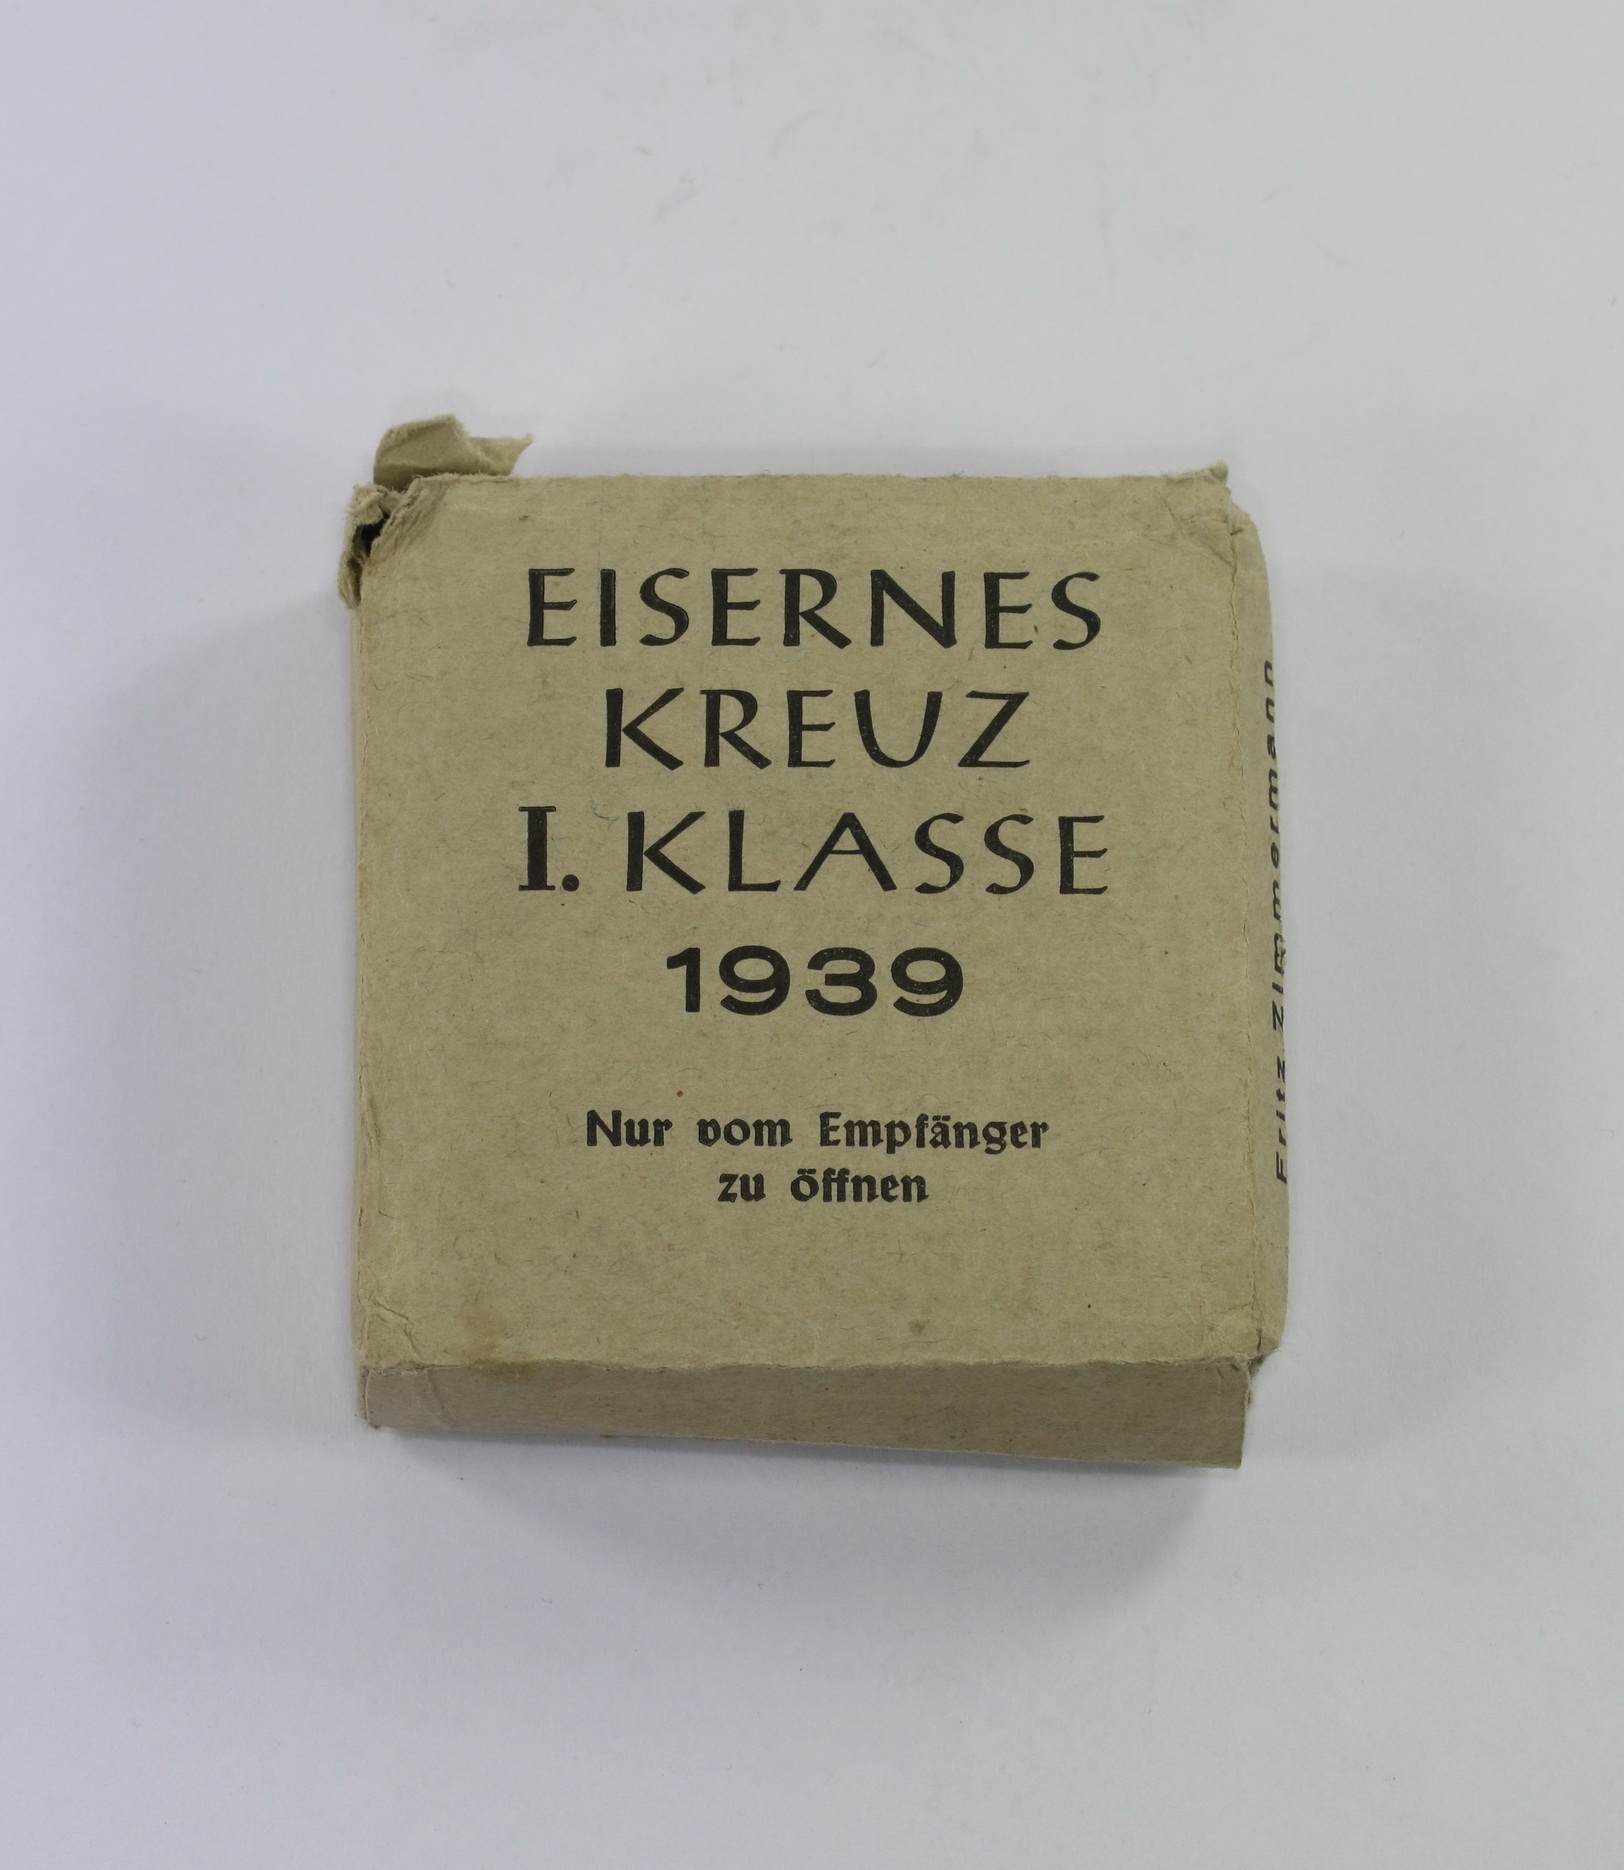 EISERNES
KREUZ
I. KLASSE
1939
Nur vom Empfänger
zu öffnen
Fritz Zimmermann